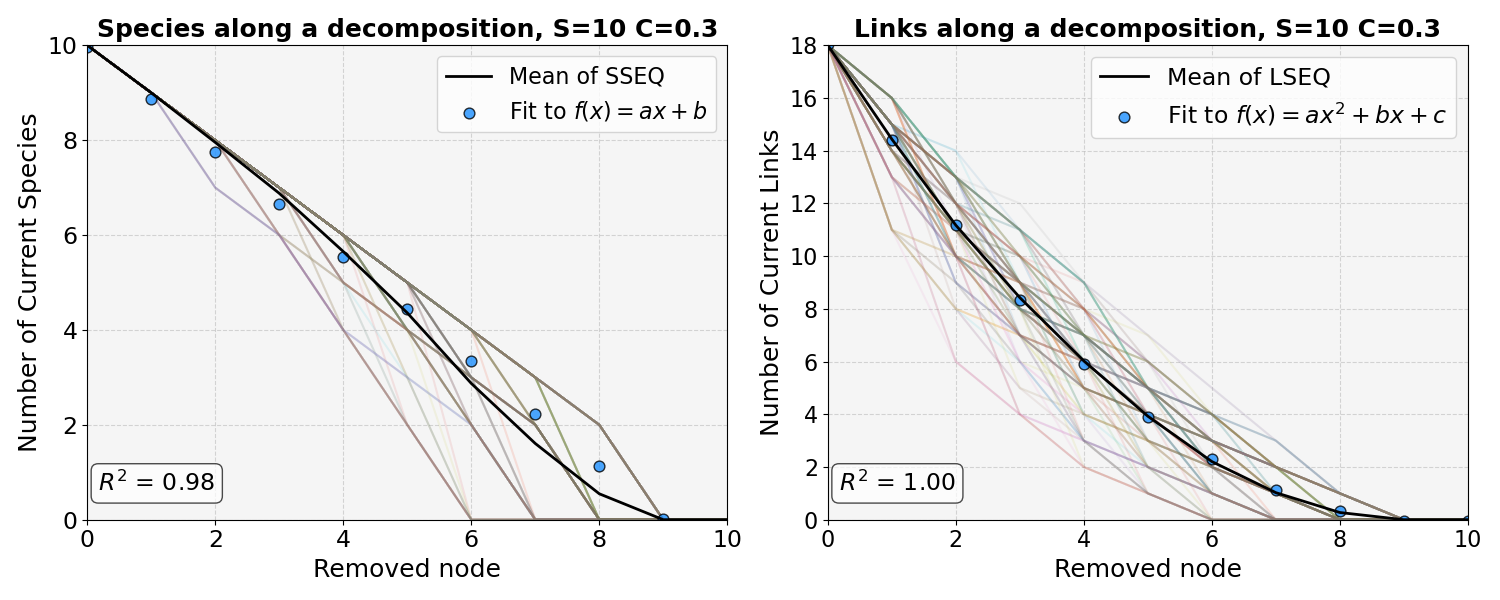 Species along a decomposition, S=10 C=0.3
Number of Current Species
10
8
6
4
2
0
Mean of SSEQ
Fit to f(x) = ax + b
R² = 0.98
0 2 4 6 8 10
Removed node
Links along a decomposition, S=10 C=0.3
Number of Current Links
18
16
14
12
10
8
6
4
2
0
Mean of LSEQ
Fit to f(x) = ax² + bx + c
R² = 1.00
0 2 4 6 8 10
Removed node